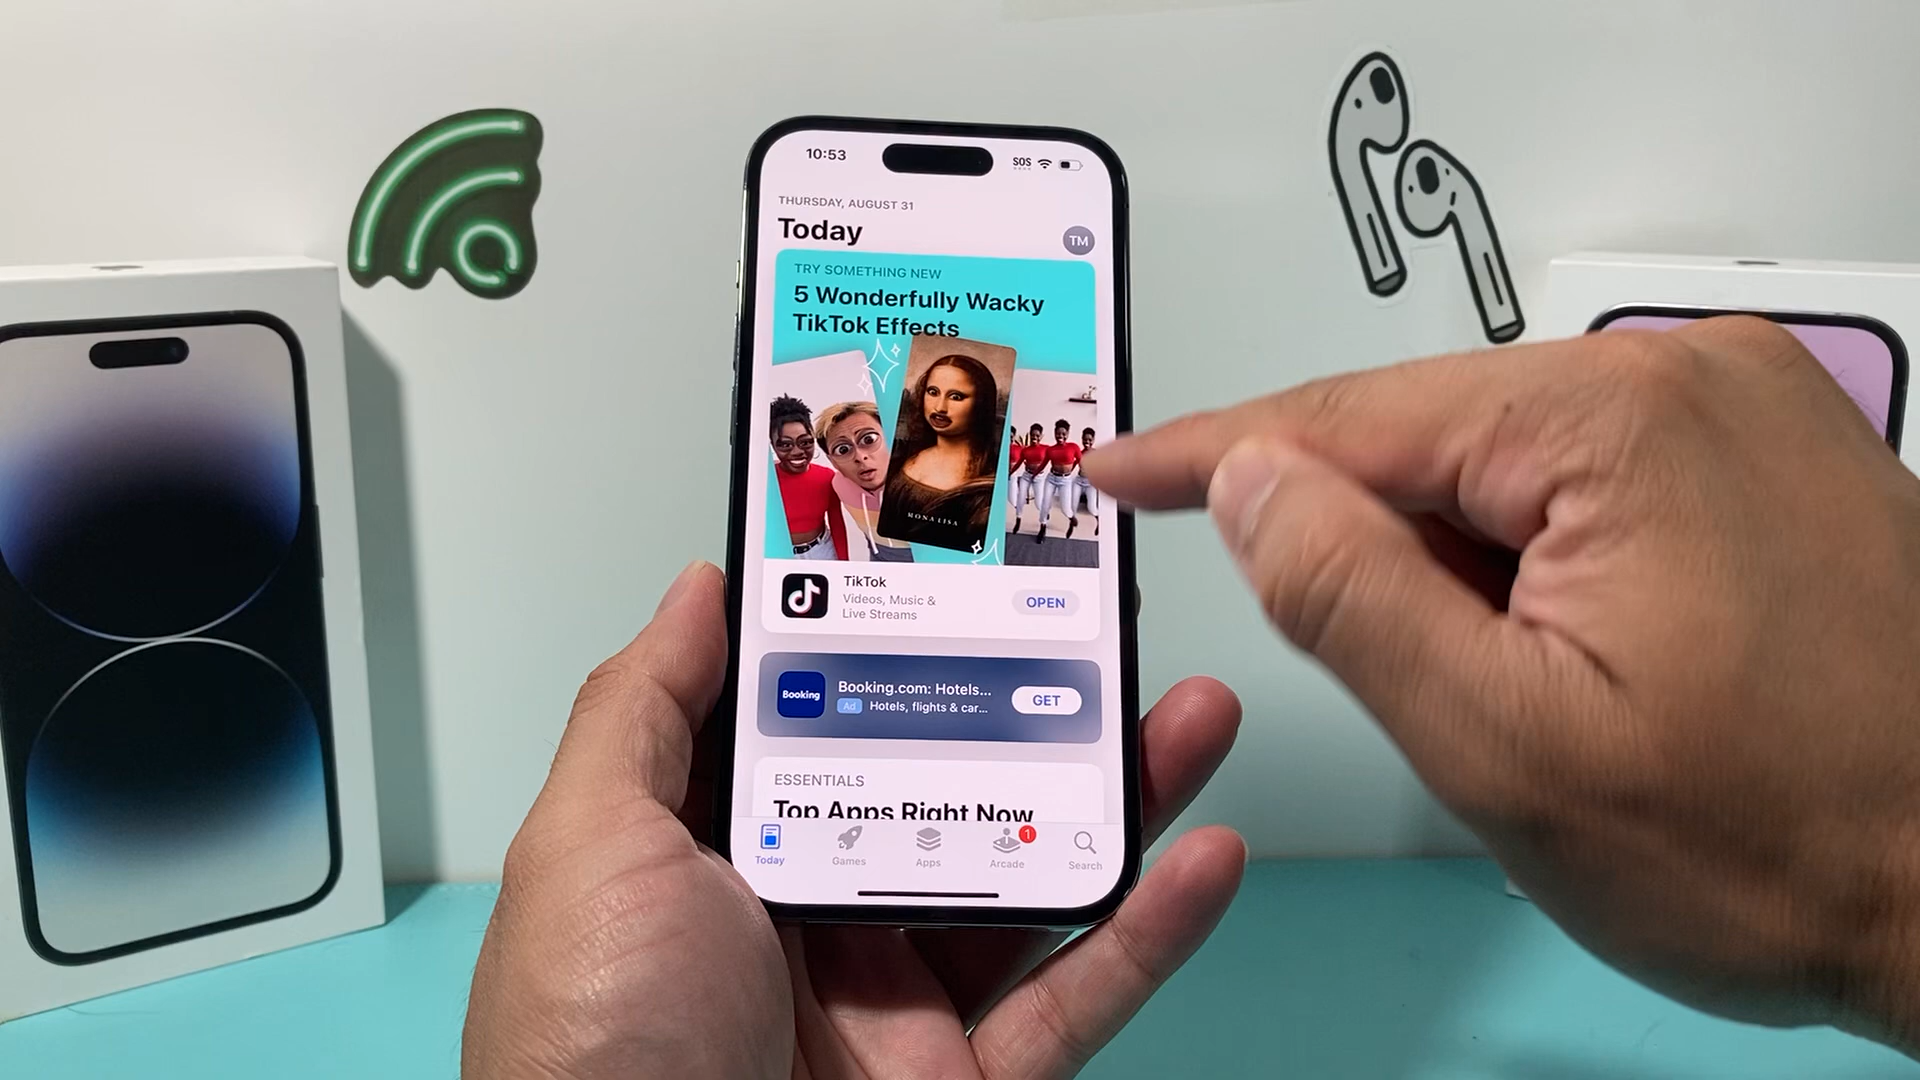 10:53
SOS
THURSDAY, AUGUST 31
Today
TM
TRY SOMETHING NEW
5 Wonderfully Wacky
TikTok Effects
MONA LISA
TikTok
Videos, Music &
Live Streams
OPEN
Booking
Booking.com: Hotels...
Ad Hotels, flights & car...
GET
ESSENTIALS
Top Apps Right Now
1
Today
Games
Apps
Arcade
Search